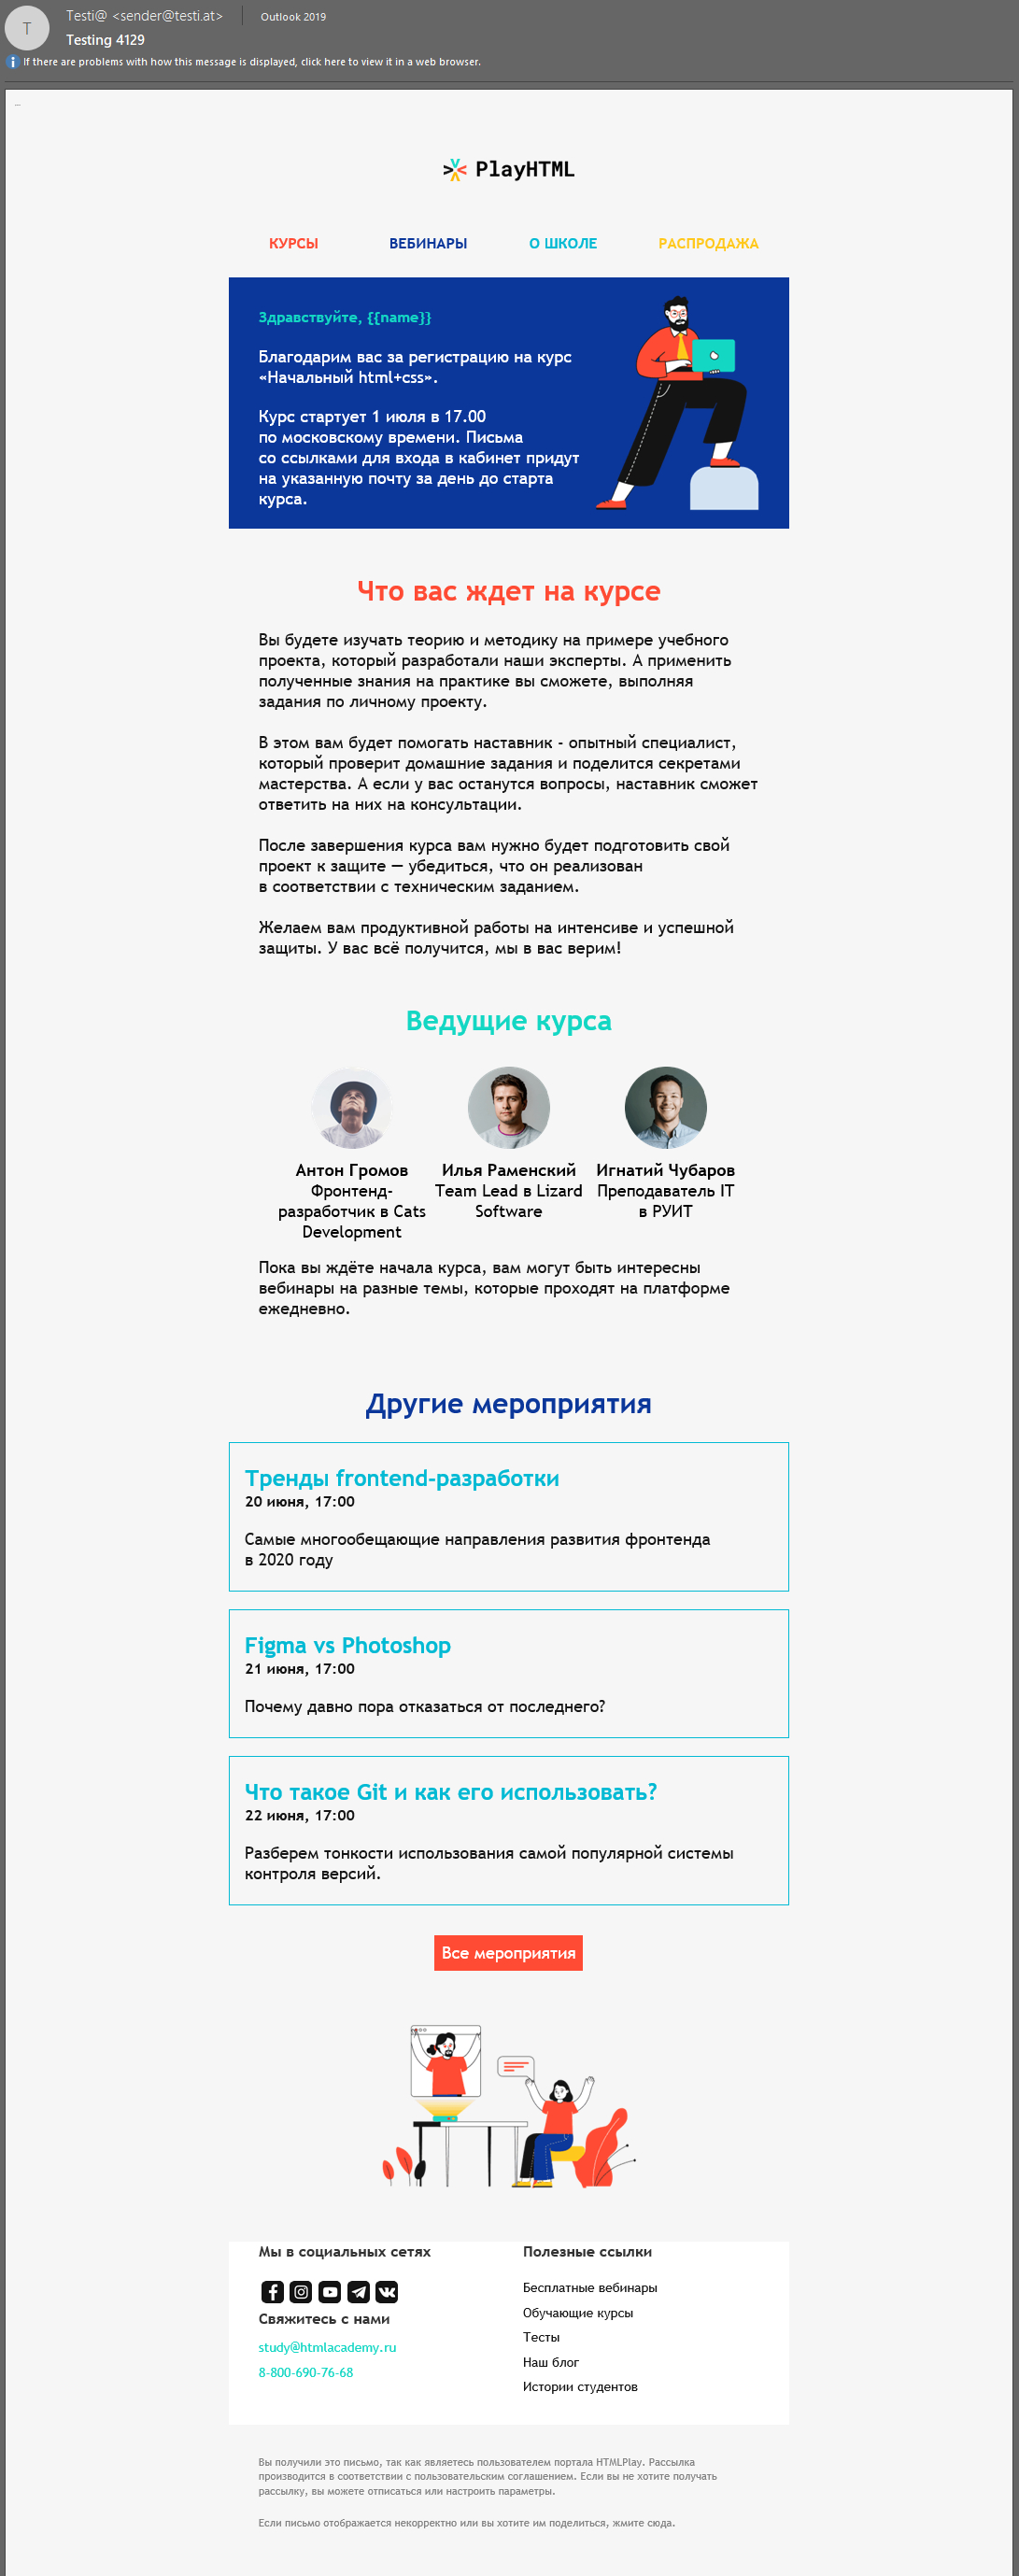 T
Testi@ <sender@testi.at>
Outlook 2019
Testing 4129
If there are problems with how this message is displayed, click here to view it in a web browser.
PlayHTML
КУРСЫ ВЕБИНАРЫ О ШКОЛЕ РАСПРОДАЖА
Здравствуйте, {{name}}
Благодарим вас за регистрацию на курс
«Начальный html+css».
Курс стартует 1 июля в 17.00
по московскому времени. Письма
со ссылками для входа в кабинет придут
на указанную почту за день до старта
курса.
Что вас ждет на курсе
Вы будете изучать теорию и методику на примере учебного
проекта, который разработали наши эксперты. А применить
полученные знания на практике вы сможете, выполняя
задания по личному проекту.
В этом вам будет помогать наставник - опытный специалист,
который проверит домашние задания и поделится секретами
мастерства. А если у вас останутся вопросы, наставник сможет
ответить на них на консультации.
После завершения курса вам нужно будет подготовить свой
проект к защите — убедиться, что он реализован
в соответствии с техническим заданием.
Желаем вам продуктивной работы на интенсиве и успешной
защиты. У вас всё получится, мы в вас верим!
Ведущие курса
Антон Громов
Фронтенд-
разработчик в Cats
Development
Илья Раменский
Team Lead в Lizard
Software
Игнатий Чубаров
Преподаватель IT
в РУИТ
Пока вы ждёте начала курса, вам могут быть интересны
вебинары на разные темы, которые проходят на платформе
ежедневно.
Другие мероприятия
Тренды frontend-разработки
20 июня, 17:00
Самые многообещающие направления развития фронтенда
в 2020 году
Figma vs Photoshop
21 июня, 17:00
Почему давно пора отказаться от последнего?
Что такое Git и как его использовать?
22 июня, 17:00
Разберем тонкости использования самой популярной системы
контроля версий.
Все мероприятия
Мы в социальных сетях
Свяжитесь с нами
study@htmlacademy.ru
8-800-690-76-68
Полезные ссылки
Бесплатные вебинары
Обучающие курсы
Тесты
Наш блог
Истории студентов
Вы получили это письмо, так как являетесь пользователем портала HTMLPlay. Рассылка
производится в соответствии с пользовательским соглашением. Если вы не хотите получать
рассылку, вы можете отписаться или настроить параметры.
Если письмо отображается некорректно или вы хотите им поделиться, жмите сюда.